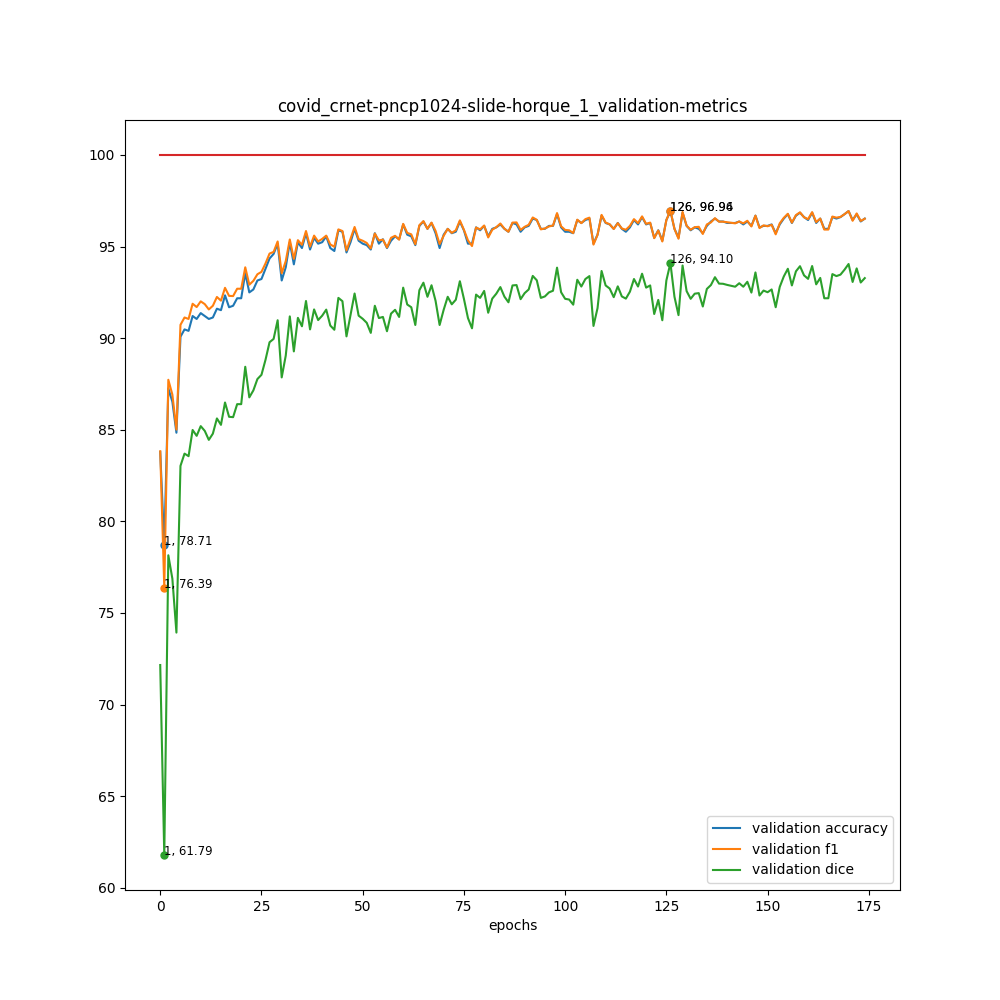 covid_crnet-pncp1024-slide-horque_1_validation-metrics
100
126, 96.94
95
126, 94.10
90
85
80
1, 78.71
1, 76.39
75
70
65
1, 61.79
60
validation accuracy
validation f1
validation dice
0 25 50 75 100 125 150 175
epochs